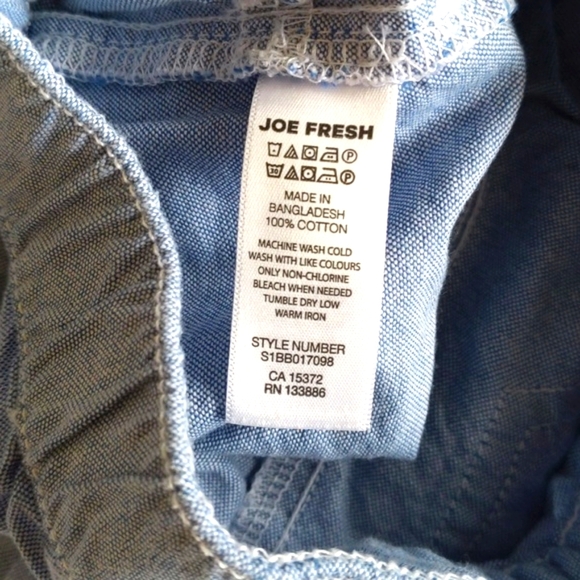 JOE FRESH
MADE IN
BANGLADESH
100% COTTON
MACHINE WASH COLD
WASH WITH LIKE COLOURS
ONLY NON-CHLORINE
BLEACH WHEN NEEDED
TUMBLE DRY LOW
WARM IRON
STYLE NUMBER
S1BB017098
CA 15372
RN 133886